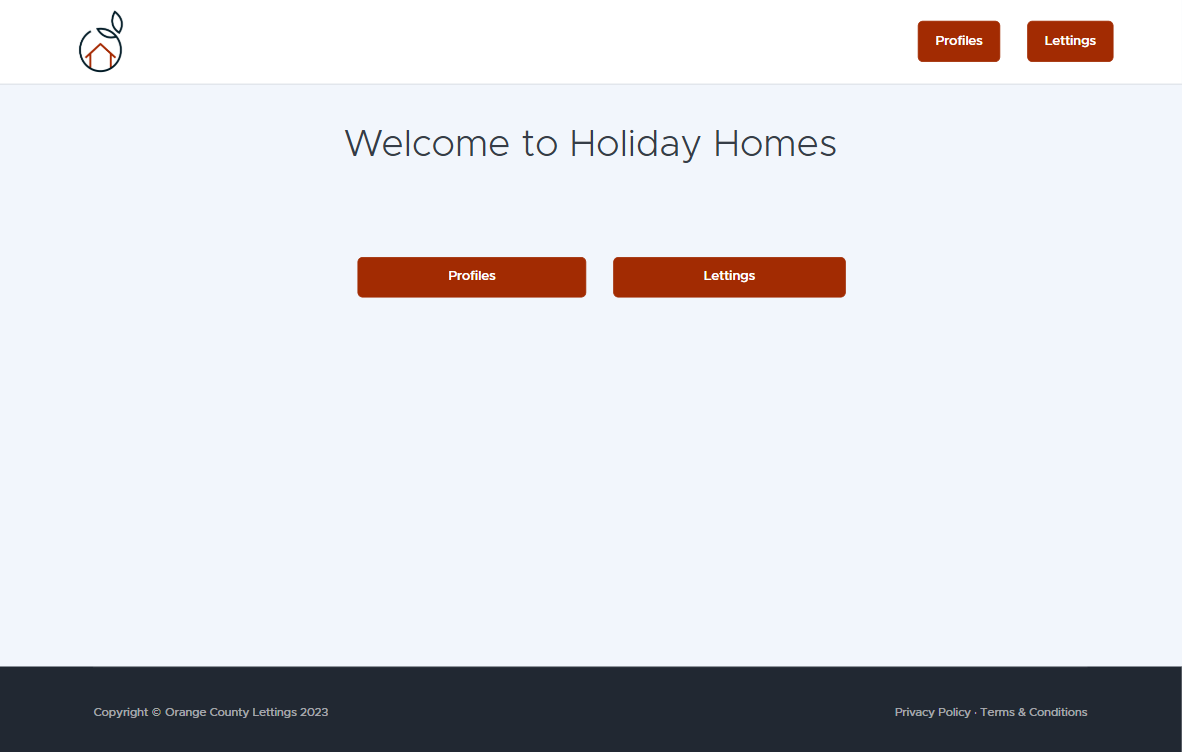 Profiles
Lettings
Welcome to Holiday Homes
Profiles
Lettings
Copyright © Orange County Lettings 2023
Privacy Policy · Terms & Conditions